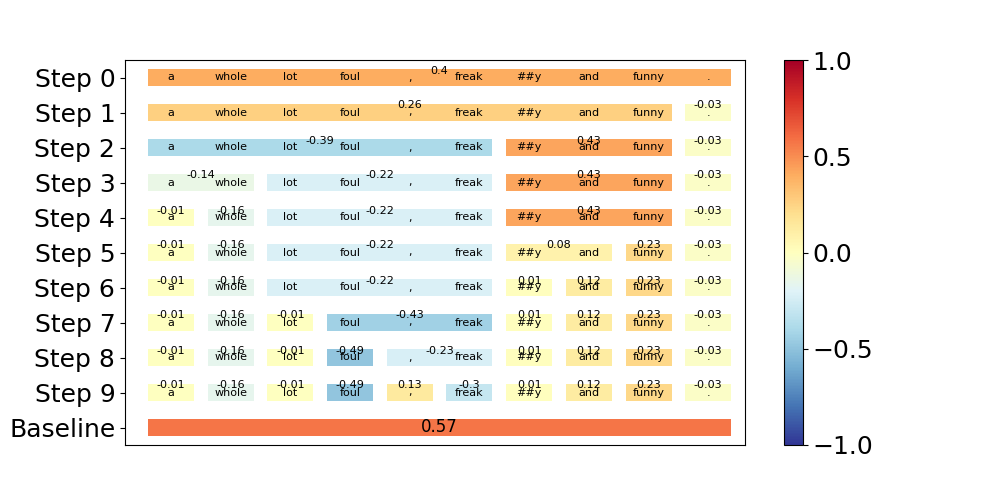 0.4
Step 0 a whole lot foul , freak ##y and funny .
0.26 -0.03
Step 1 a whole lot foul , freak ##y and funny .
-0.39 0.43 -0.03
Step 2 a whole lot foul , freak ##y and funny .
-0.14 -0.22 0.43 -0.03
Step 3 a whole lot foul , freak ##y and funny .
-0.01 -0.16 -0.22 0.43 -0.03
Step 4 a whole lot foul , freak ##y and funny .
-0.01 -0.16 -0.22 0.08 0.23 -0.03
Step 5 a whole lot foul , freak ##y and funny .
-0.01 -0.16 -0.22 0.01 0.12 0.23 -0.03
Step 6 a whole lot foul , freak ##y and funny .
-0.01 -0.16 -0.01 -0.43 0.01 0.12 0.23 -0.03
Step 7 a whole lot foul , freak ##y and funny .
-0.01 -0.16 -0.01 -0.49 -0.23 0.01 0.12 0.23 -0.03
Step 8 a whole lot foul , freak ##y and funny .
-0.01 -0.16 -0.01 -0.49 0.13 -0.3 0.01 0.12 0.23 -0.03
Step 9 a whole lot foul , freak ##y and funny .
Baseline 0.57
1.0
0.5
0.0
−0.5
−1.0